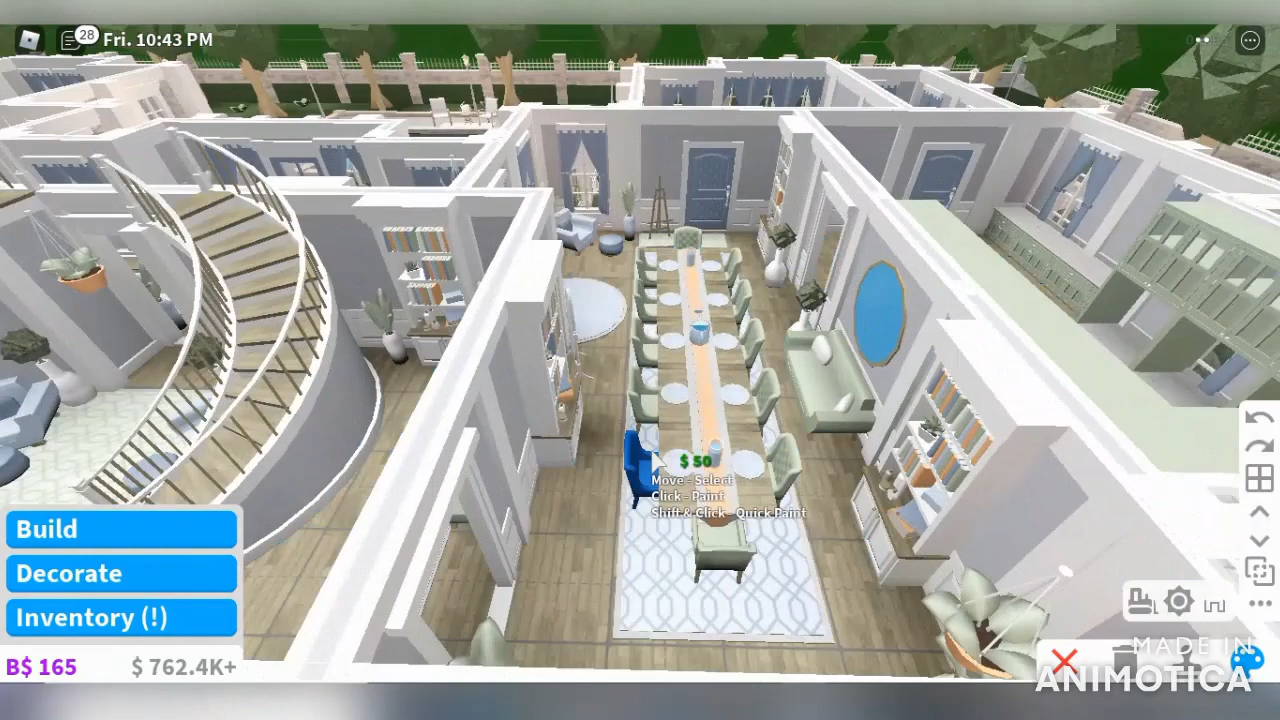 28 Fri. 10:43 PM
$ 50
Move - Select
Click - Paint
Shift & Click - Quick Paint
Build
Decorate
Inventory (!)
B$ 165 $ 762.4K+
MADE IN
ANIMOTICA